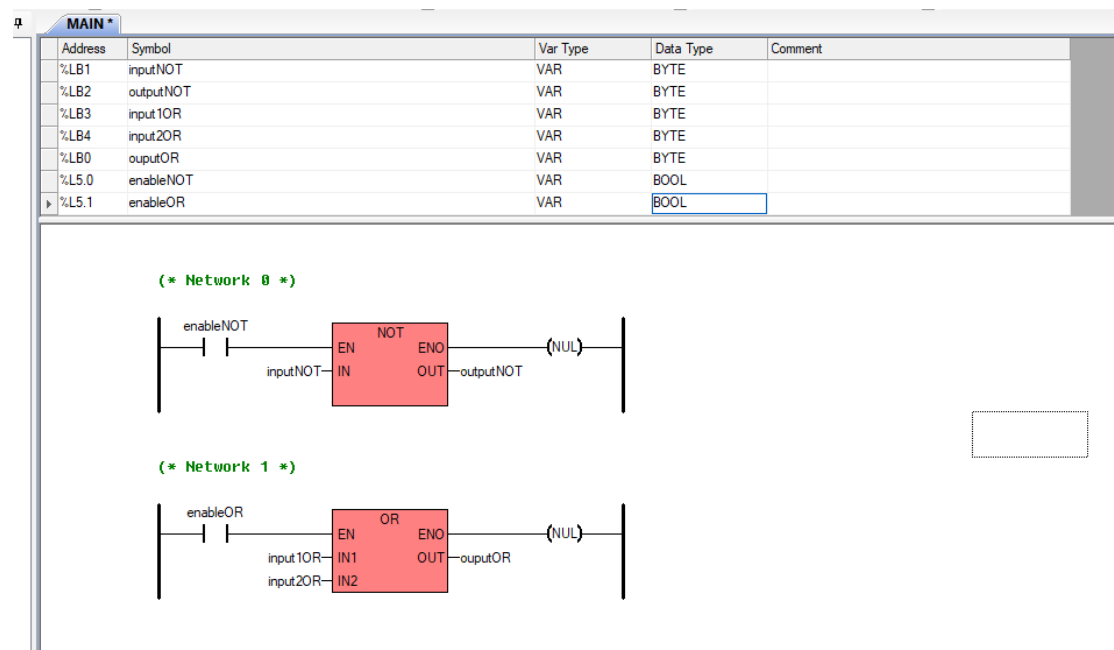 MAIN *
Address Symbol Var Type Data Type Comment
%LB1 inputNOT VAR BYTE
%LB2 outputNOT VAR BYTE
%LB3 input1OR VAR BYTE
%LB4 input2OR VAR BYTE
%LB0 ouputOR VAR BYTE
%L5.0 enableNOT VAR BOOL
%L5.1 enableOR VAR BOOL
(* Network 0 *)
enableNOT
NOT
EN ENO (NUL)
inputNOT IN OUT outputNOT
(* Network 1 *)
enableOR
OR
EN ENO (NUL)
input1OR IN1 OUT ouputOR
input2OR IN2